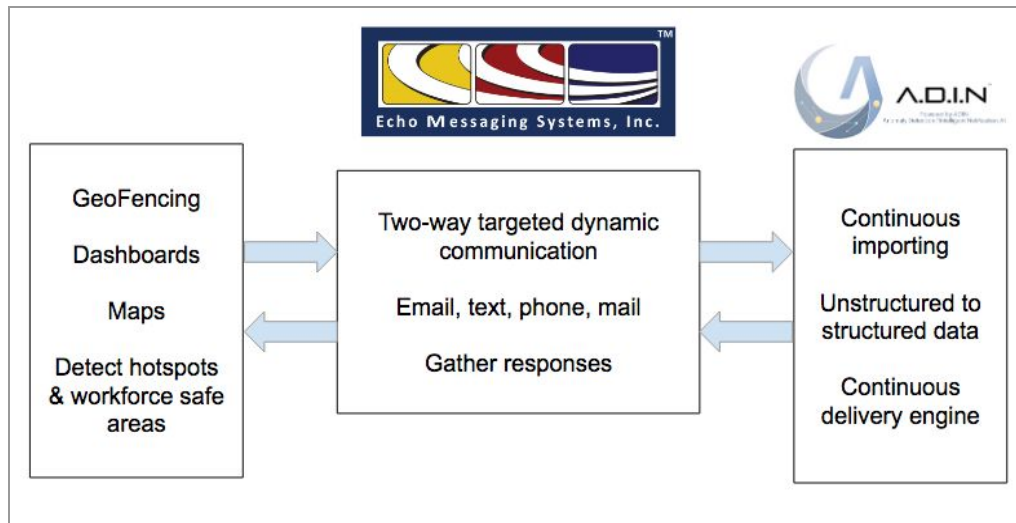 TM
Echo Messaging Systems, Inc.
A.D.I.N
GeoFencing
Dashboards
Maps
Detect hotspots
& workforce safe
areas
Two-way targeted dynamic
communication
Email, text, phone, mail
Gather responses
Continuous
importing
Unstructured to
structured data
Continuous
delivery engine